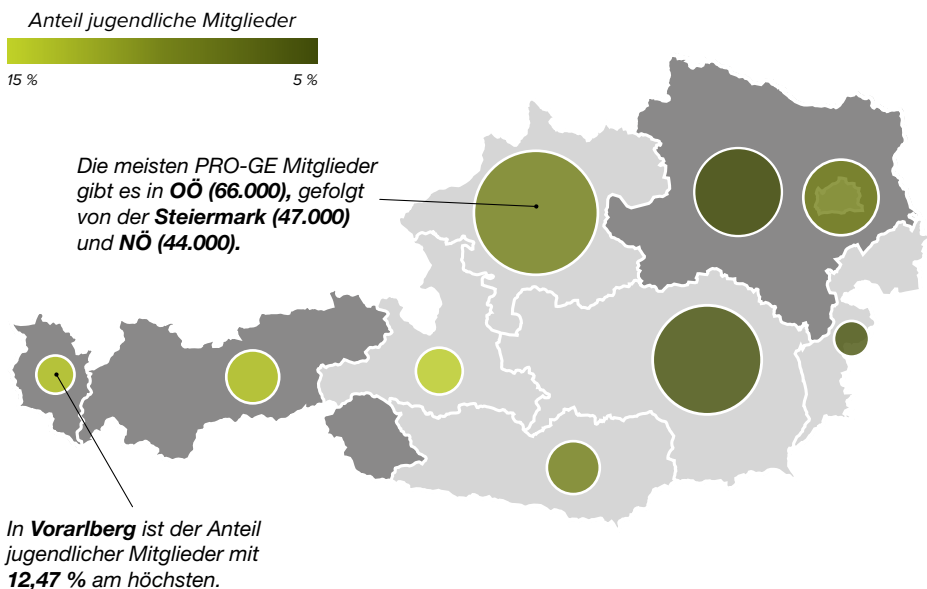 Anteil jugendliche Mitglieder
15 %
5 %
Die meisten PRO-GE Mitglieder
gibt es in OÖ (66.000), gefolgt
von der Steiermark (47.000)
und NÖ (44.000).
In Vorarlberg ist der Anteil
jugendlicher Mitglieder mit
12,47 % am höchsten.